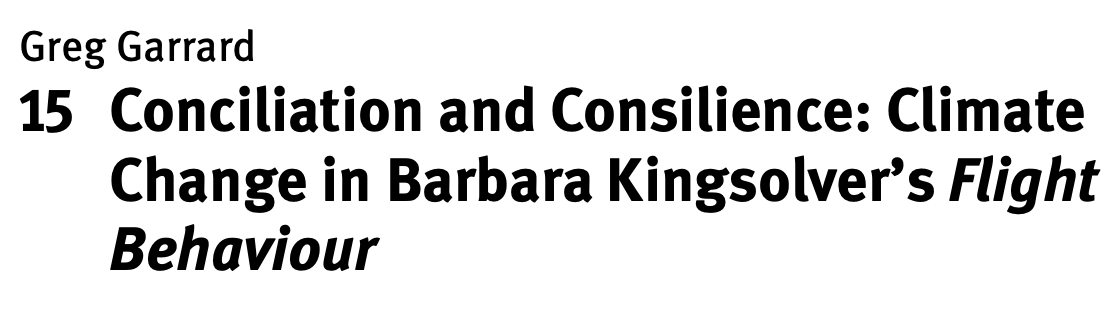 Greg Garrard
15 Conciliation and Consilience: Climate
Change in Barbara Kingsolver’s Flight
Behaviour